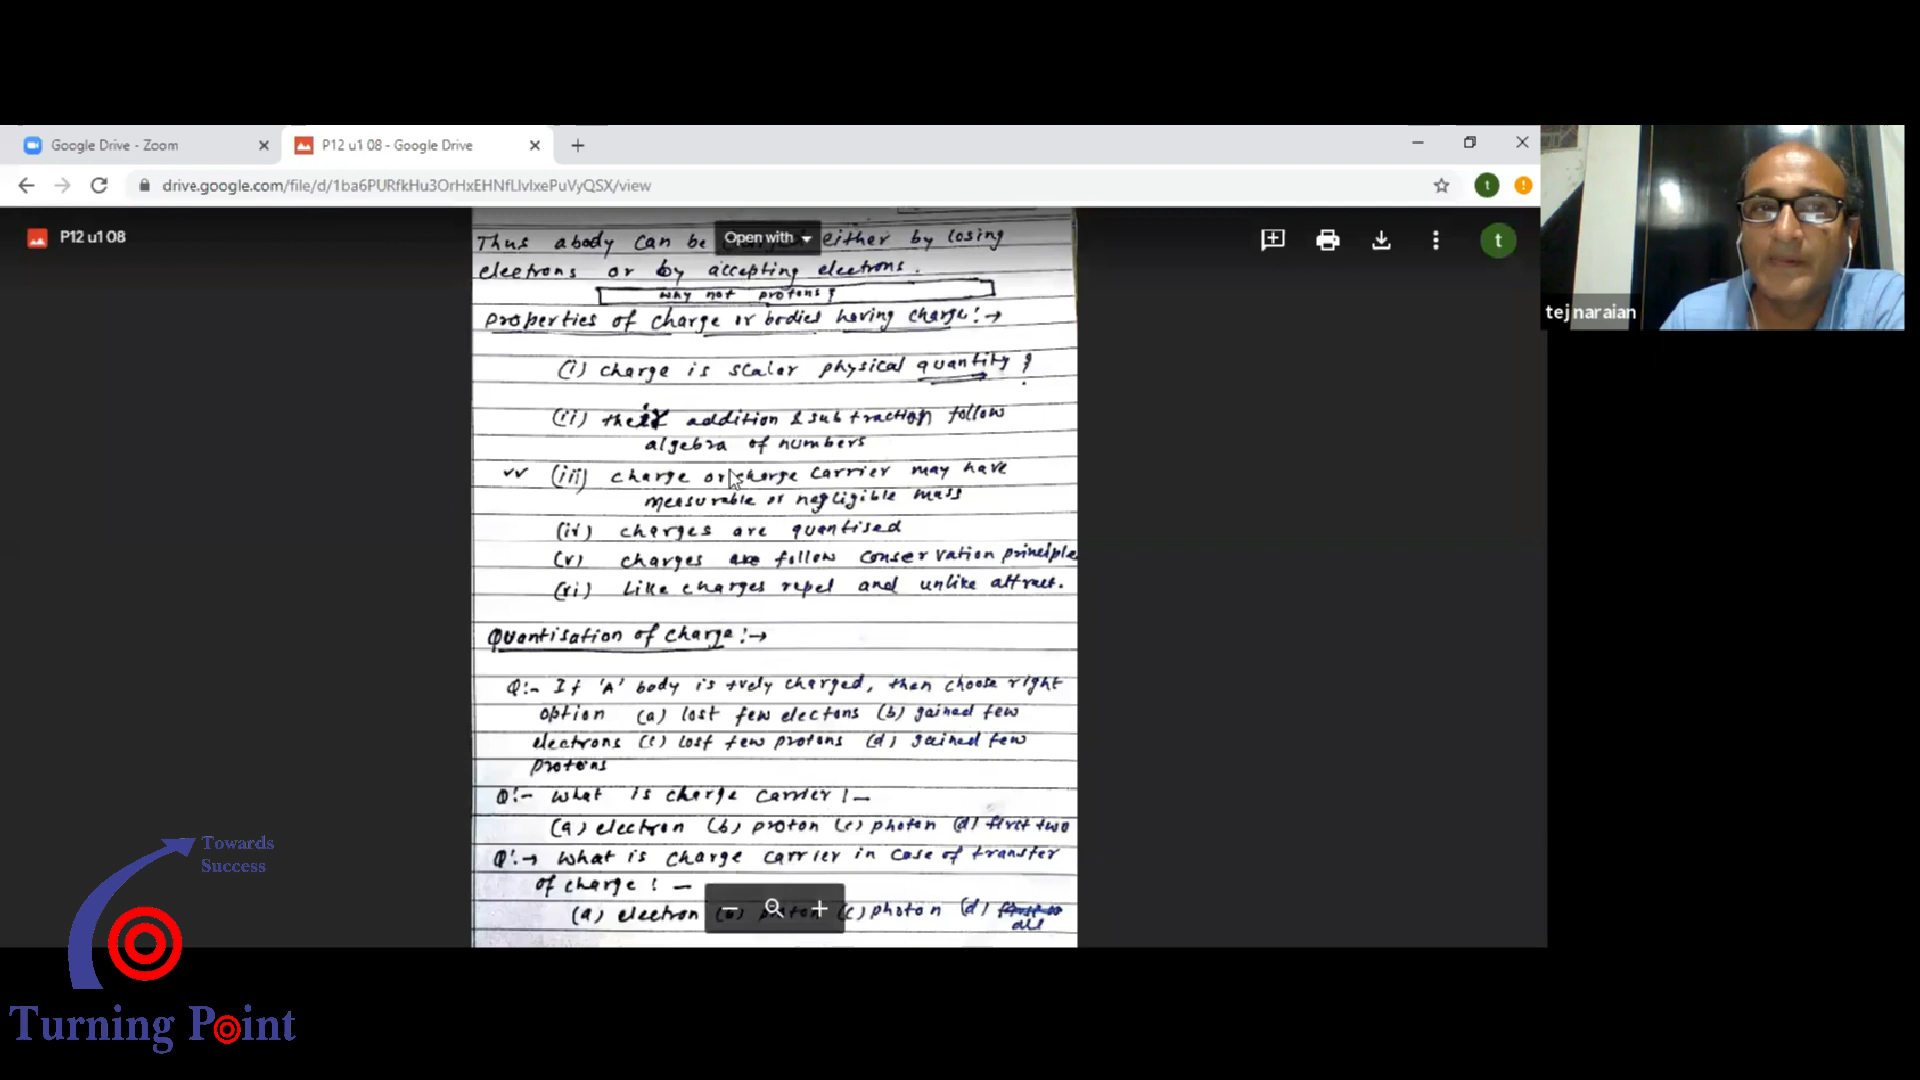 Google Drive - Zoom
P12 u1 08 - Google Drive
drive.google.com/file/d/1ba6PURfkHu3OrHxEHNfLlvlxePuVyQSX/view
P12 u1 08
Open with
t
t
tej naraian
Thus abody can be either by losing
electrons or by accepting electrons.
why not protons?
Properties of charge or bodies having charge:→
(i) charge is scaler physical quantity?
(ii) their addition & subtraction follow
algebra of numbers
(iii) charge or charge carrier may have
measurable or negligible mass
(iv) charges are quantised
(v) charges follow conservation principle
(vi) Like charges repel and unlike attract.
Quantisation of charge:→
Q:- If 'A' body is +vely charged, then choose right
option (a) lost few electons (b) gained few
electrons (c) lost few protons (d) gained few
protons
Q:- what is charge carrier:-
(a) electron (b) proton (c) photon (d) first two
Q:→ what is charge carrier in case of transfer
of charge: -
(a) electron (c) photon (d)
all
Towards
Success
Turning Point